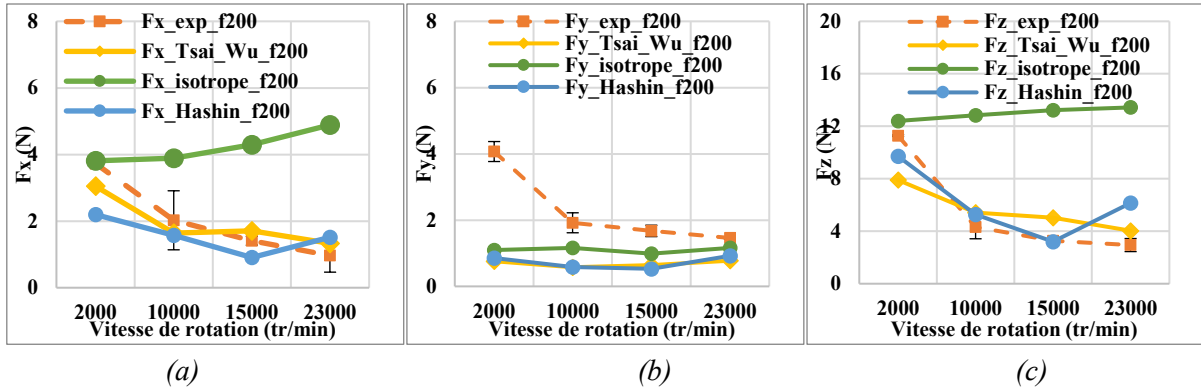 8
6
4
2
0
Fx (N)
Fx_exp_f200
Fx_Tsai_Wu_f200
Fx_isotrope_f200
Fx_Hashin_f200
2000 10000 15000 23000
Vitesse de rotation (tr/min)
(a)
8
6
4
2
0
Fy (N)
Fy_exp_f200
Fy_Tsai_Wu_f200
Fy_isotrope_f200
Fy_Hashin_f200
2000 10000 15000 23000
Vitesse de rotation (tr/min)
(b)
20
16
12
8
4
0
Fz (N)
Fz_exp_f200
Fz_Tsai_Wu_f200
Fz_isotrope_f200
Fz_Hashin_f200
2000 10000 15000 23000
Vitesse de rotation (tr/min)
(c)